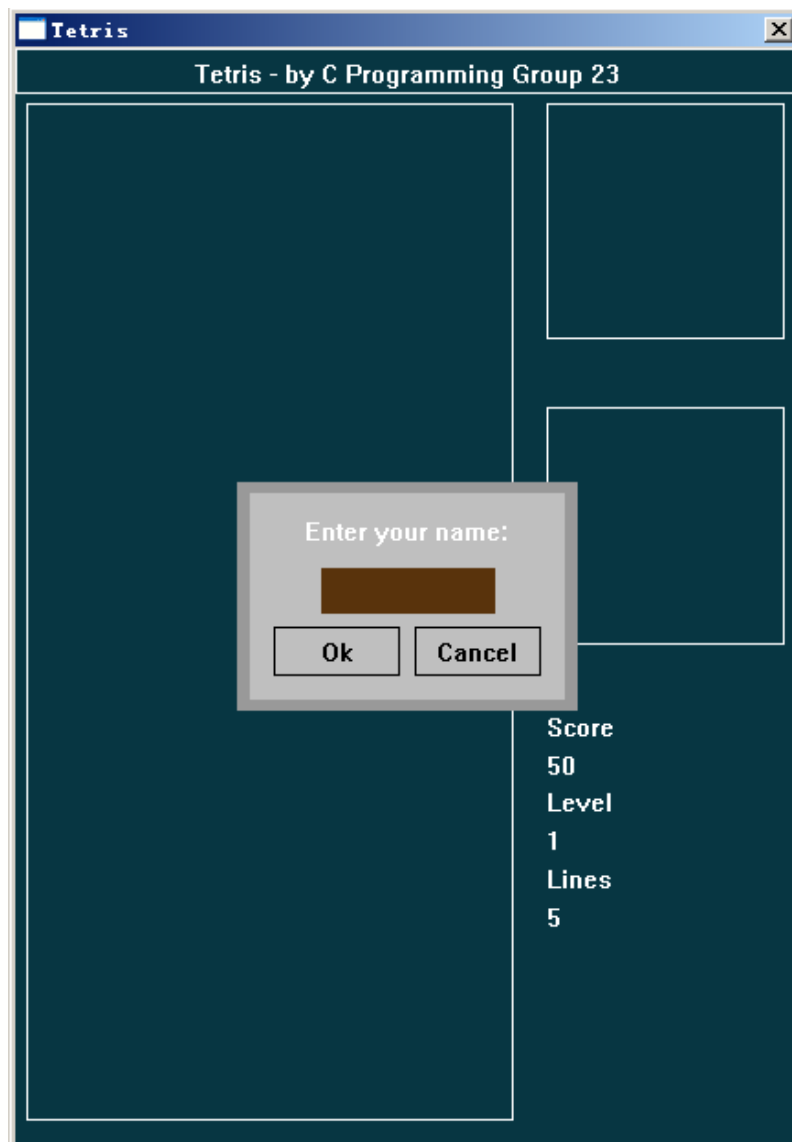 Tetris
Tetris - by C Programming Group 23
Enter your name:
Ok Cancel
Score
50
Level
1
Lines
5